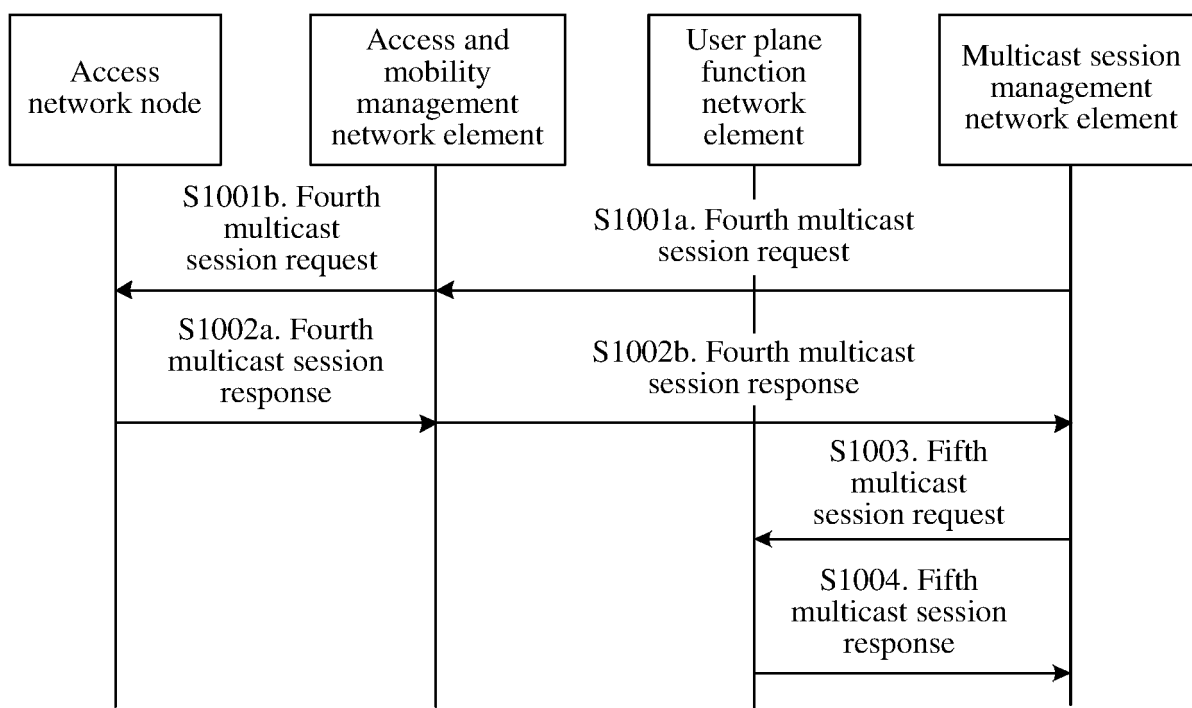 Access
network node
Access and
mobility
management
network element
User plane
function
network
element
Multicast session
management
network element
S1001b. Fourth
multicast
session request
S1001a. Fourth multicast
session request
S1002a. Fourth
multicast session
response
S1002b. Fourth multicast
session response
S1003. Fifth
multicast
session request
S1004. Fifth
multicast session
response